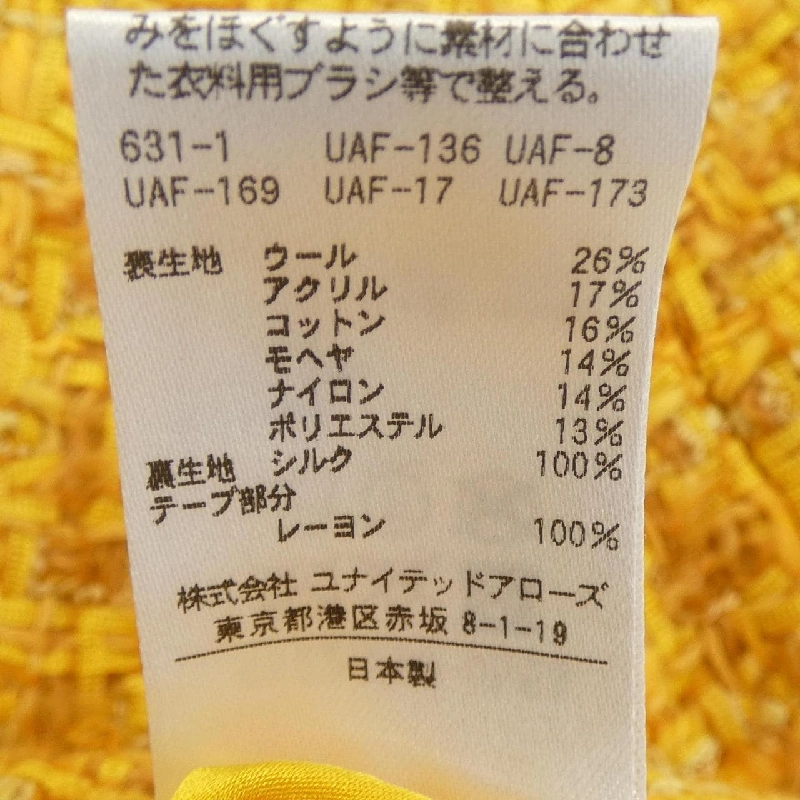 みをほぐすように素材に合わせ
た衣料用ブラシ等で整える。
631-1 UAF-136 UAF-8
UAF-169 UAF-17 UAF-173
表生地 ウール 26%
アクリル 17%
コットン 16%
モヘヤ 14%
ナイロン 14%
ポリエステル 13%
裏生地 シルク 100%
テープ部分
レーヨン 100%
株式会社 ユナイテッドアローズ
東京都港区赤坂 8-1-19
日本製